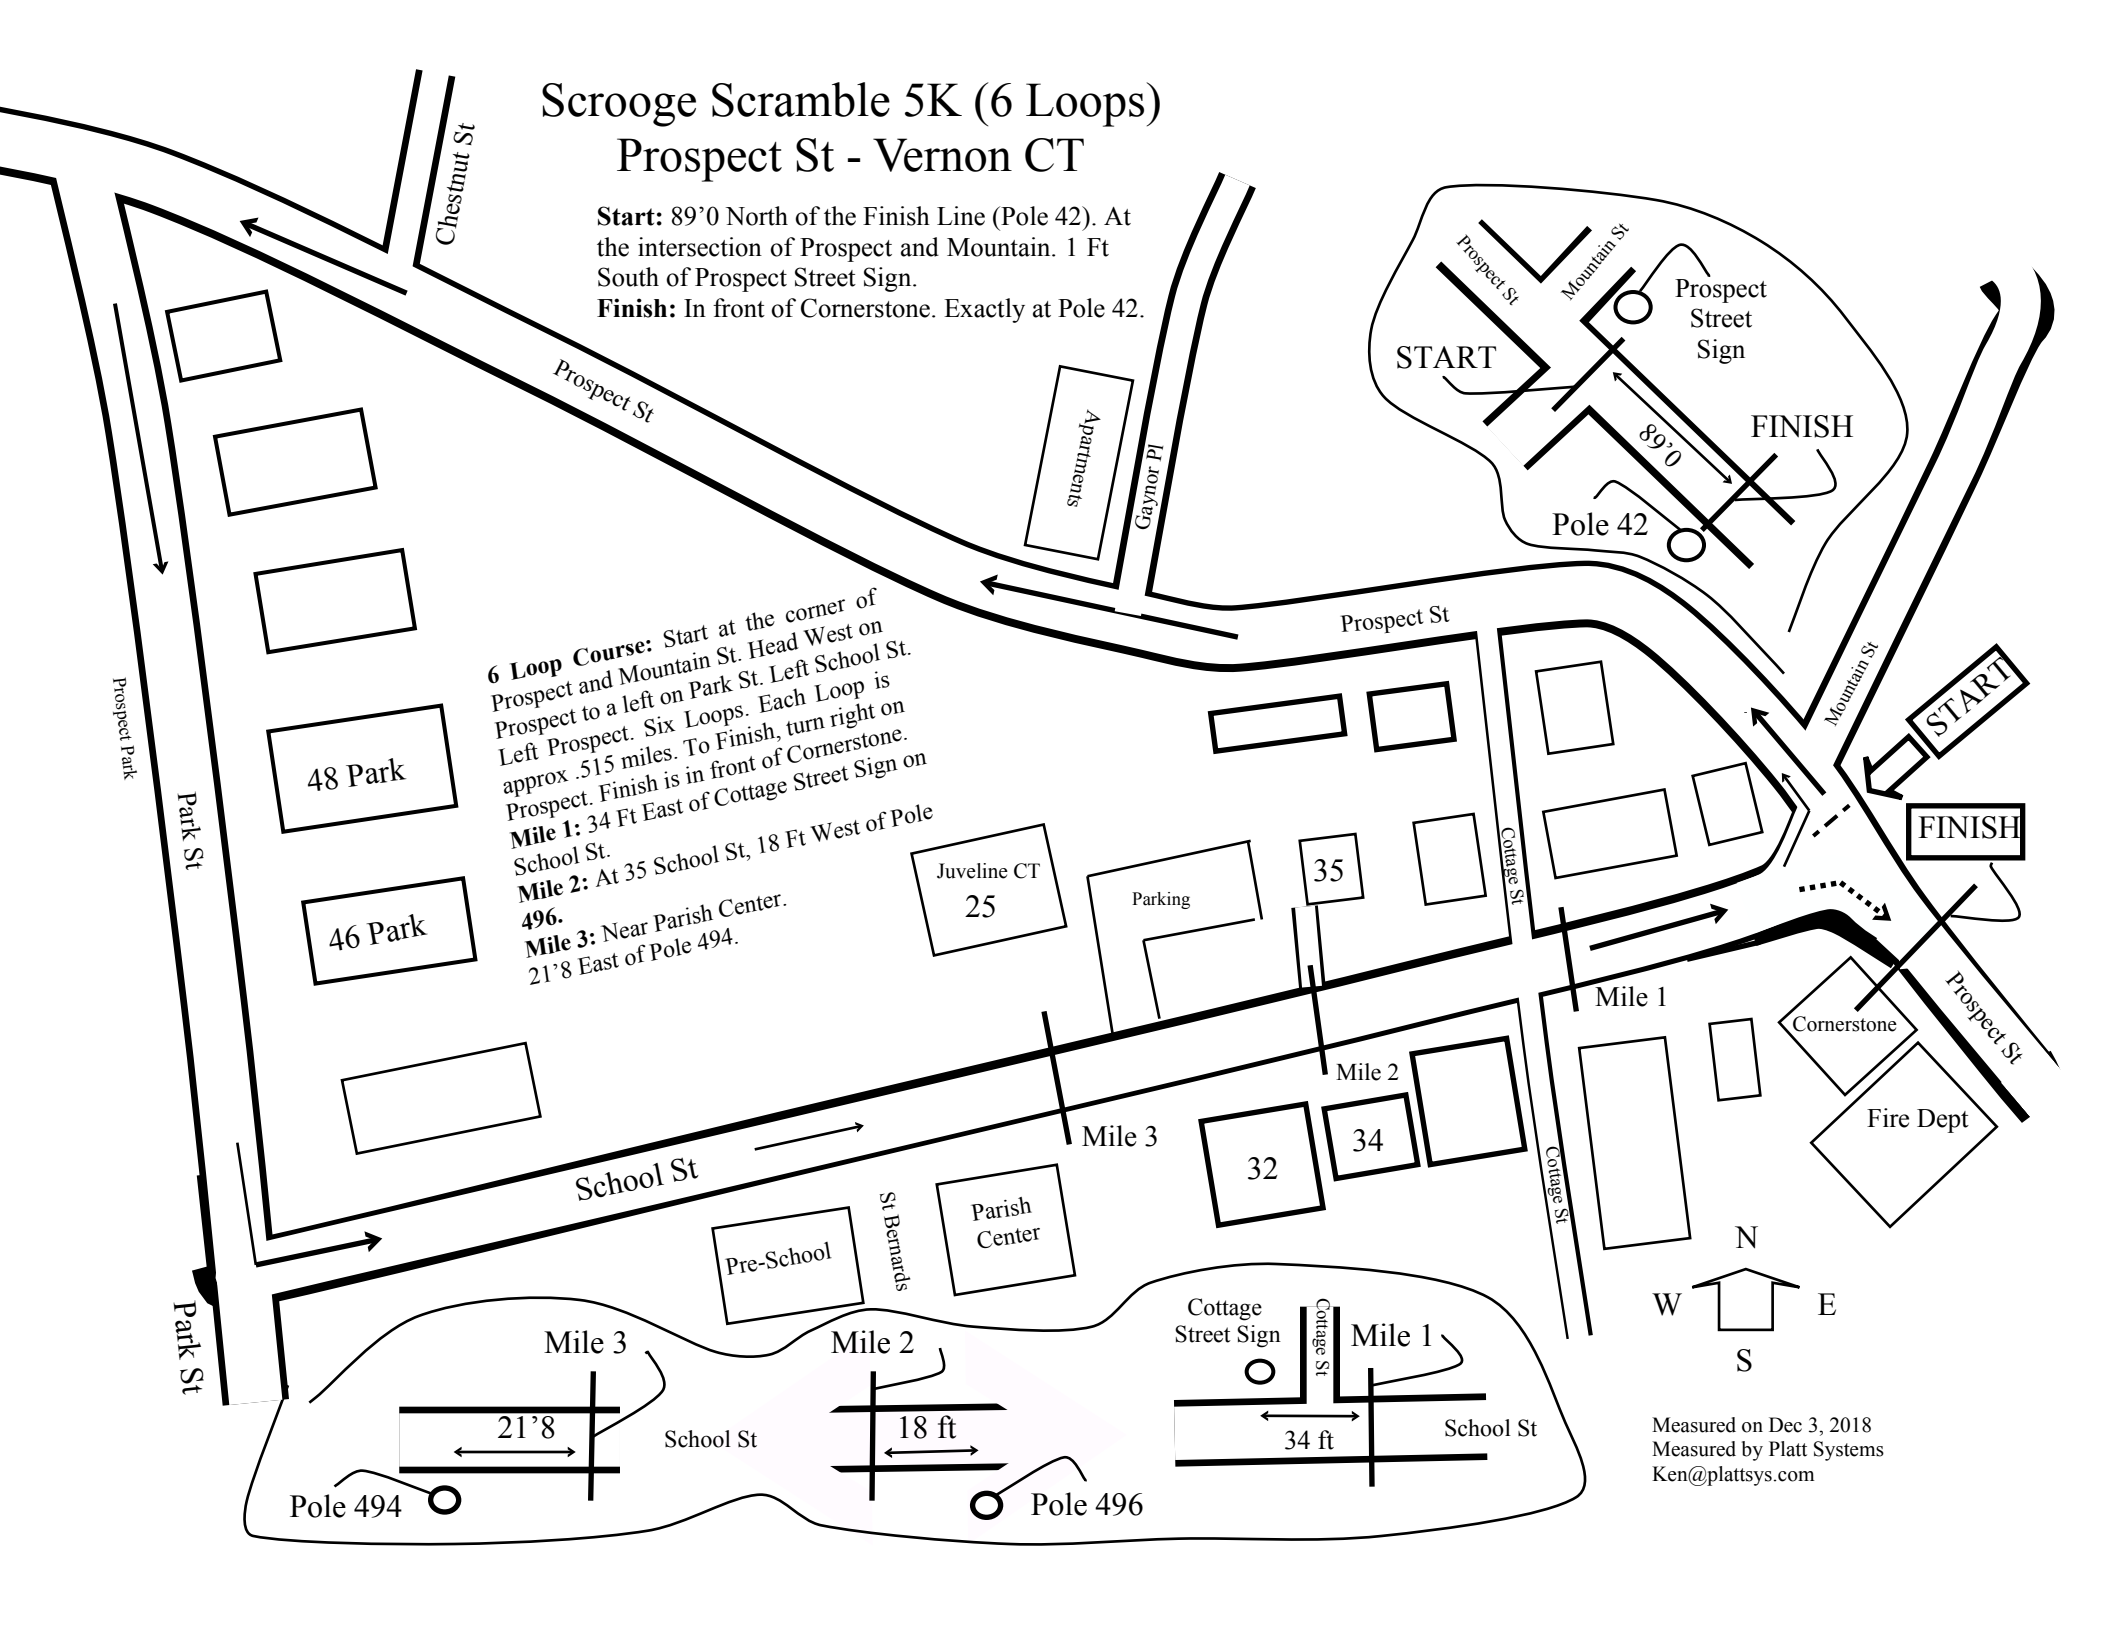 Scrooge Scramble 5K (6 Loops)
Prospect St - Vernon CT
Start: 89’0 North of the Finish Line (Pole 42). At
the intersection of Prospect and Mountain. 1 Ft
South of Prospect Street Sign.
Finish: In front of Cornerstone. Exactly at Pole 42.
Chestnut St
Prospect St
Apartments
Gaynor Pl
Prospect St
Mountain St
Prospect
Street
Sign
START
FINISH
89’0
Pole 42
Prospect St
Mountain St
START
FINISH
Prospect Park
Park St
48 Park
46 Park
6 Loop Course: Start at the corner of
Prospect and Mountain St. Head West on
Prospect to a left on Park St. Left School St.
Left Prospect. Six Loops. Each Loop is
approx .515 miles. To Finish, turn right on
Prospect. Finish is in front of Cornerstone.
Mile 1: 34 Ft East of Cottage Street Sign on
School St.
Mile 2: At 35 School St, 18 Ft West of Pole
496.
Mile 3: Near Parish Center.
21’8 East of Pole 494.
Juveline CT
25
Parking
35
Cottage St
Mile 1
Cornerstone
Prospect St
Fire Dept
Mile 2
Mile 3
32
34
Cottage St
School St
Pre-School
St Bernards
Parish
Center
Park St
N
W E
S
Mile 3
21’8
Pole 494
School St
Mile 2
18 ft
Pole 496
Cottage
Street Sign
Cottage St
Mile 1
34 ft
School St
Measured on Dec 3, 2018
Measured by Platt Systems
Ken@plattsys.com